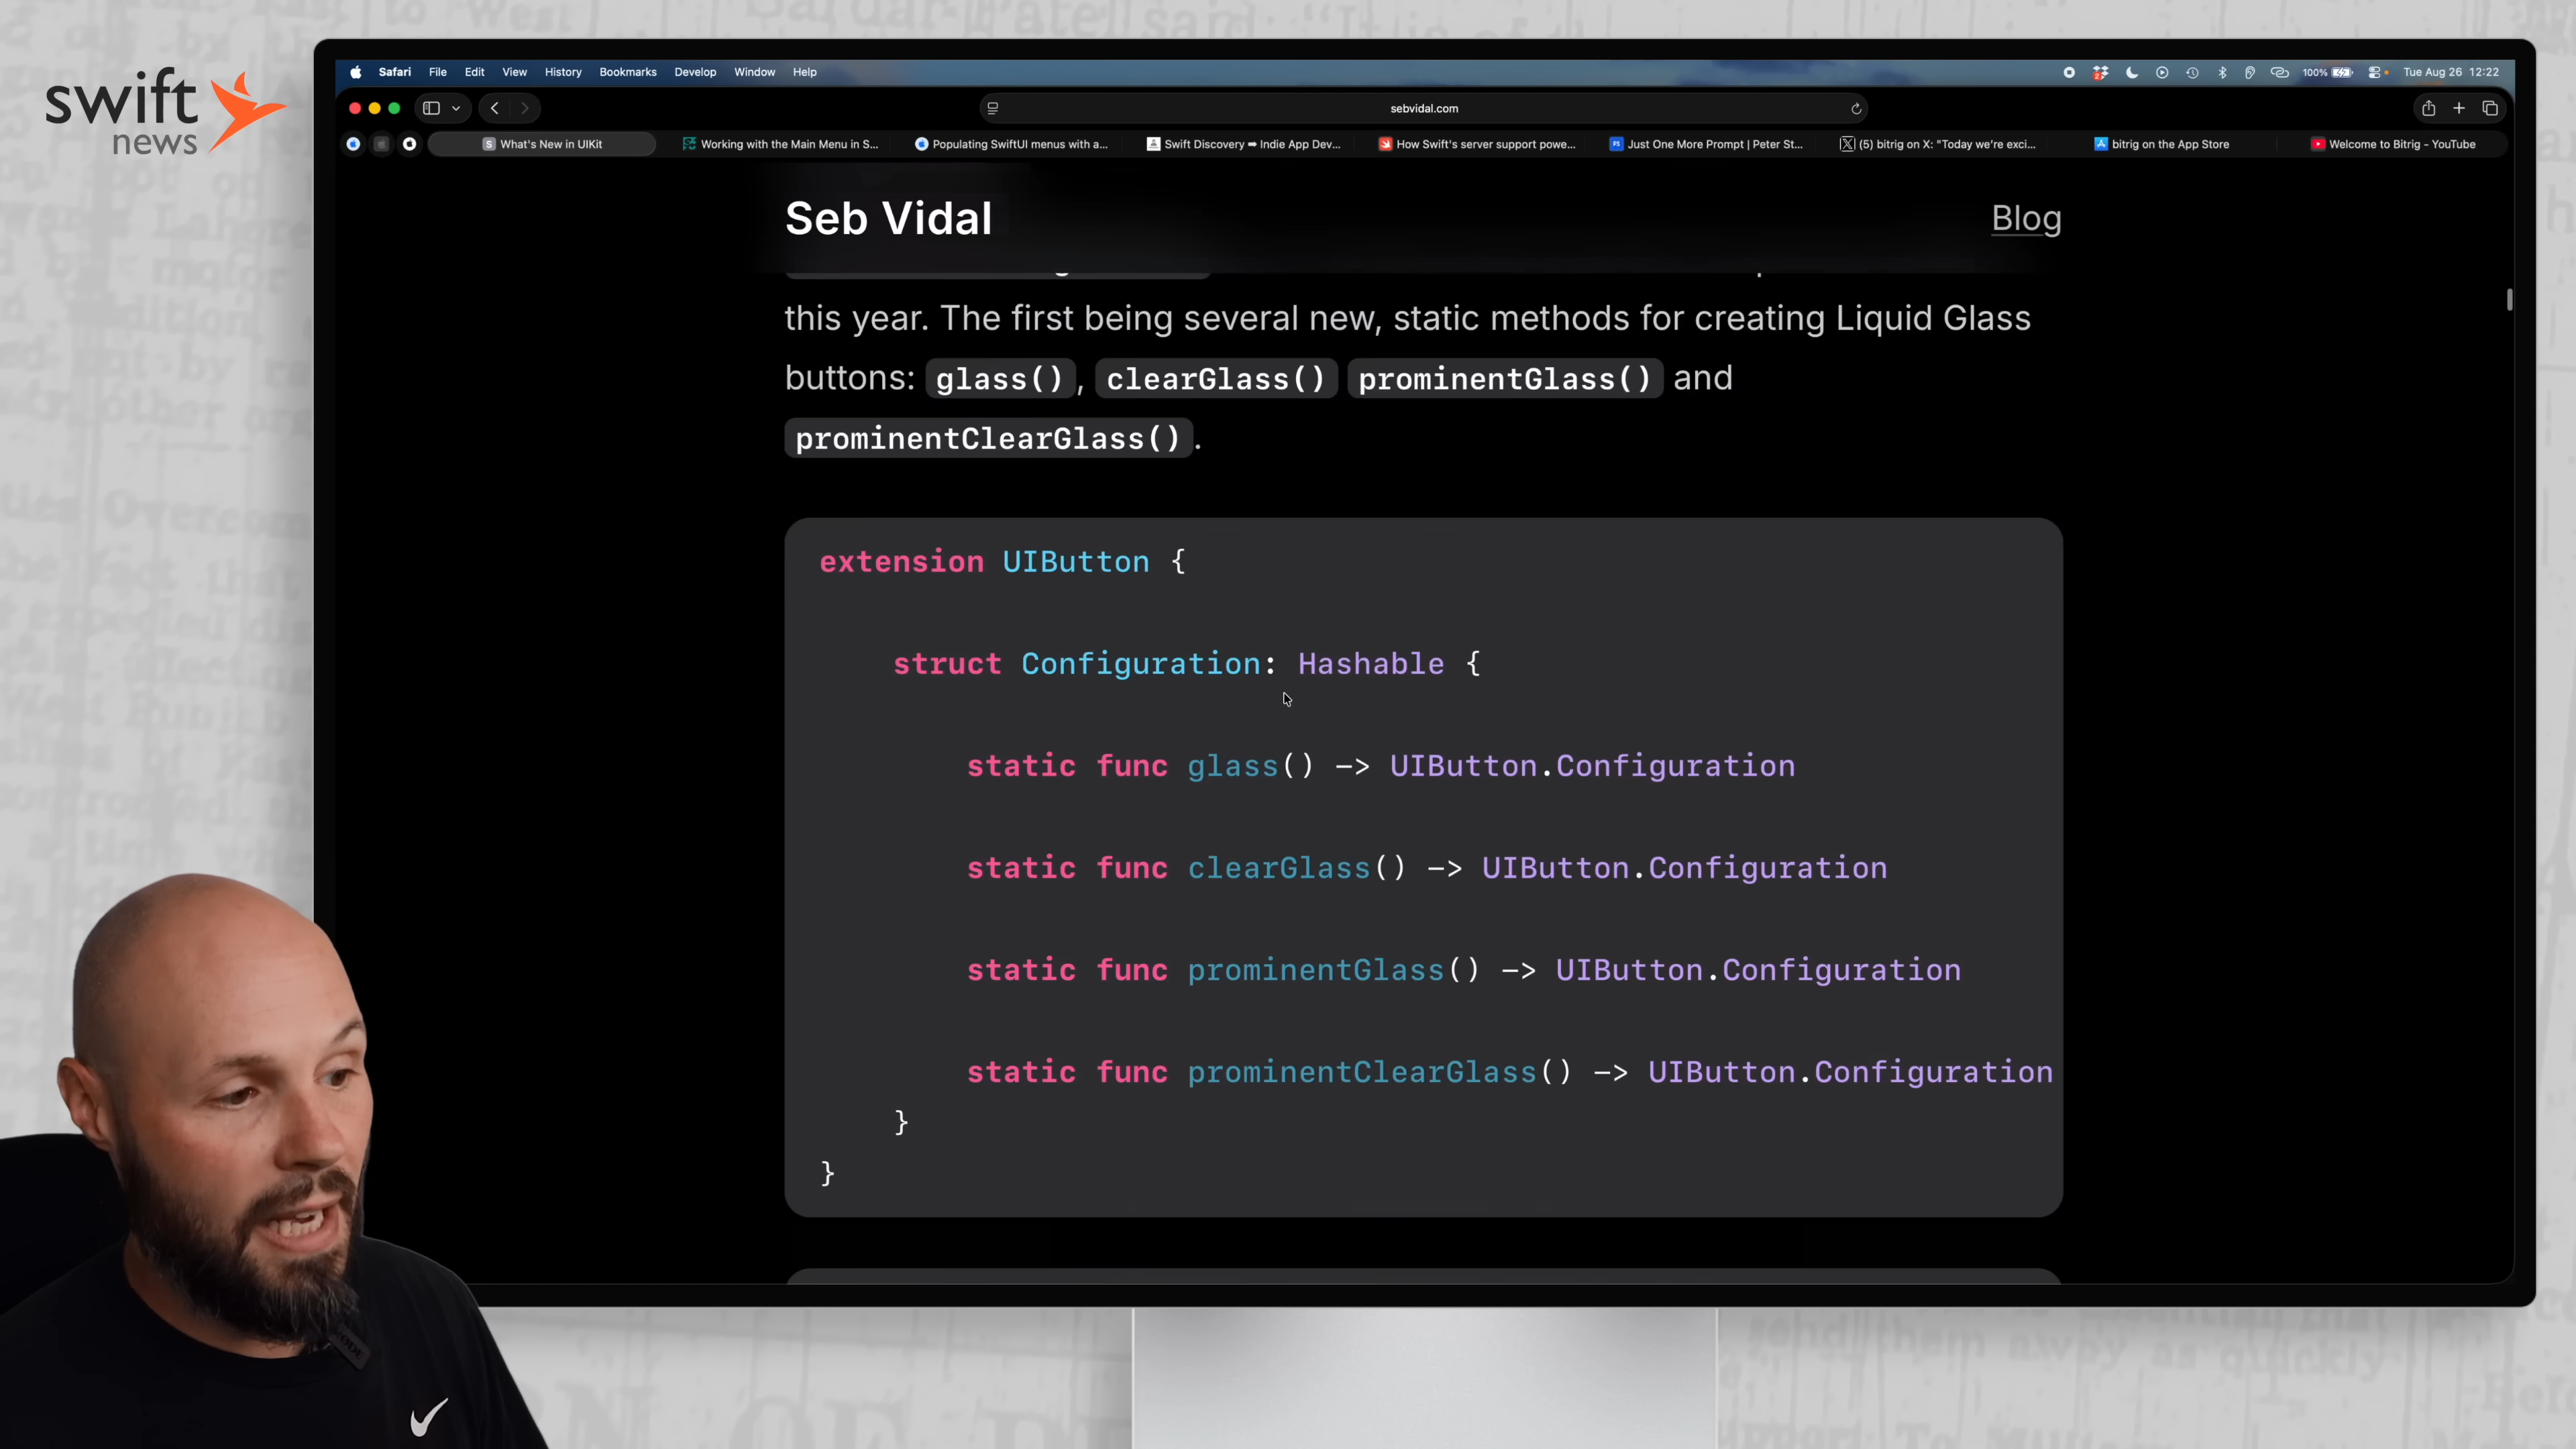 swift
news
Safari File Edit View History Bookmarks Develop Window Help
100% Tue Aug 26 12:22
sebvidal.com
What's New in UIKit
Working with the Main Menu in S...
Populating SwiftUI menus with a...
Swift Discovery ➡ Indie App Dev...
How Swift's server support powe...
Just One More Prompt | Peter St...
(5) bitrig on X: "Today we're exci...
bitrig on the App Store
Welcome to Bitrig - YouTube
Seb Vidal
Blog
this year. The first being several new, static methods for creating Liquid Glass
buttons: glass(), clearGlass() prominentGlass() and
prominentClearGlass().
extension UIButton {
struct Configuration: Hashable {
static func glass() -> UIButton.Configuration
static func clearGlass() -> UIButton.Configuration
static func prominentGlass() -> UIButton.Configuration
static func prominentClearGlass() -> UIButton.Configuration
}
}